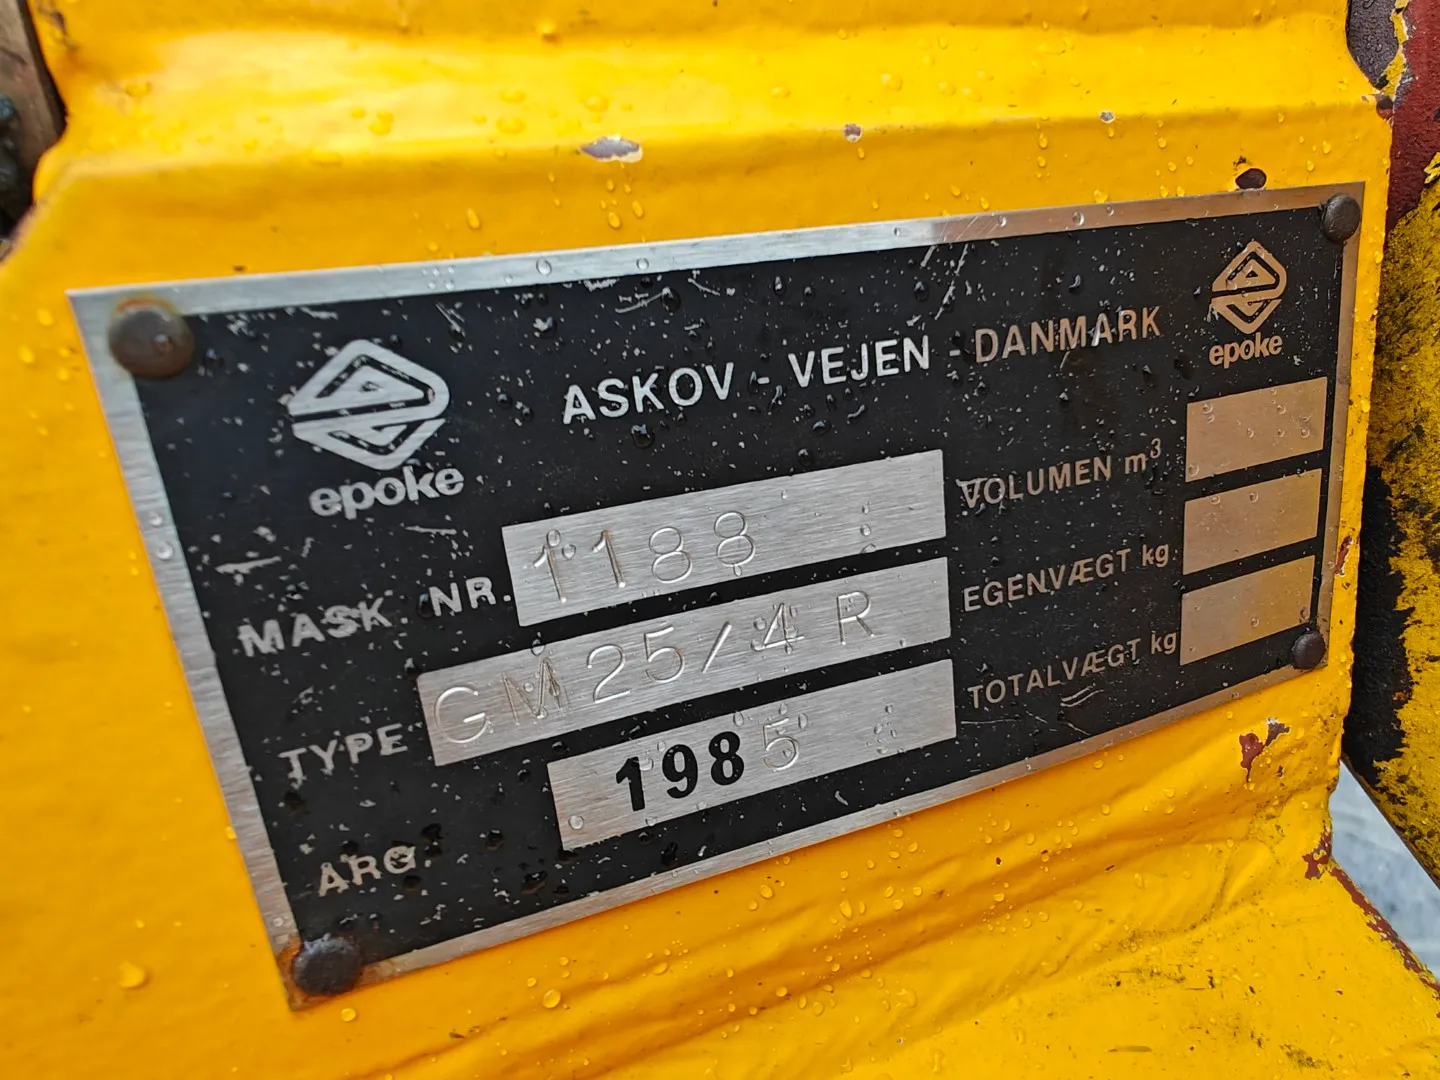 epoke
ASKOV - VEJEN - DANMARK
epoke
MASK. NR. 1188
TYPE GM 25/4 R
ÅRG. 1985
VOLUMEN m³
EGENVÆGT kg
TOTALVÆGT kg